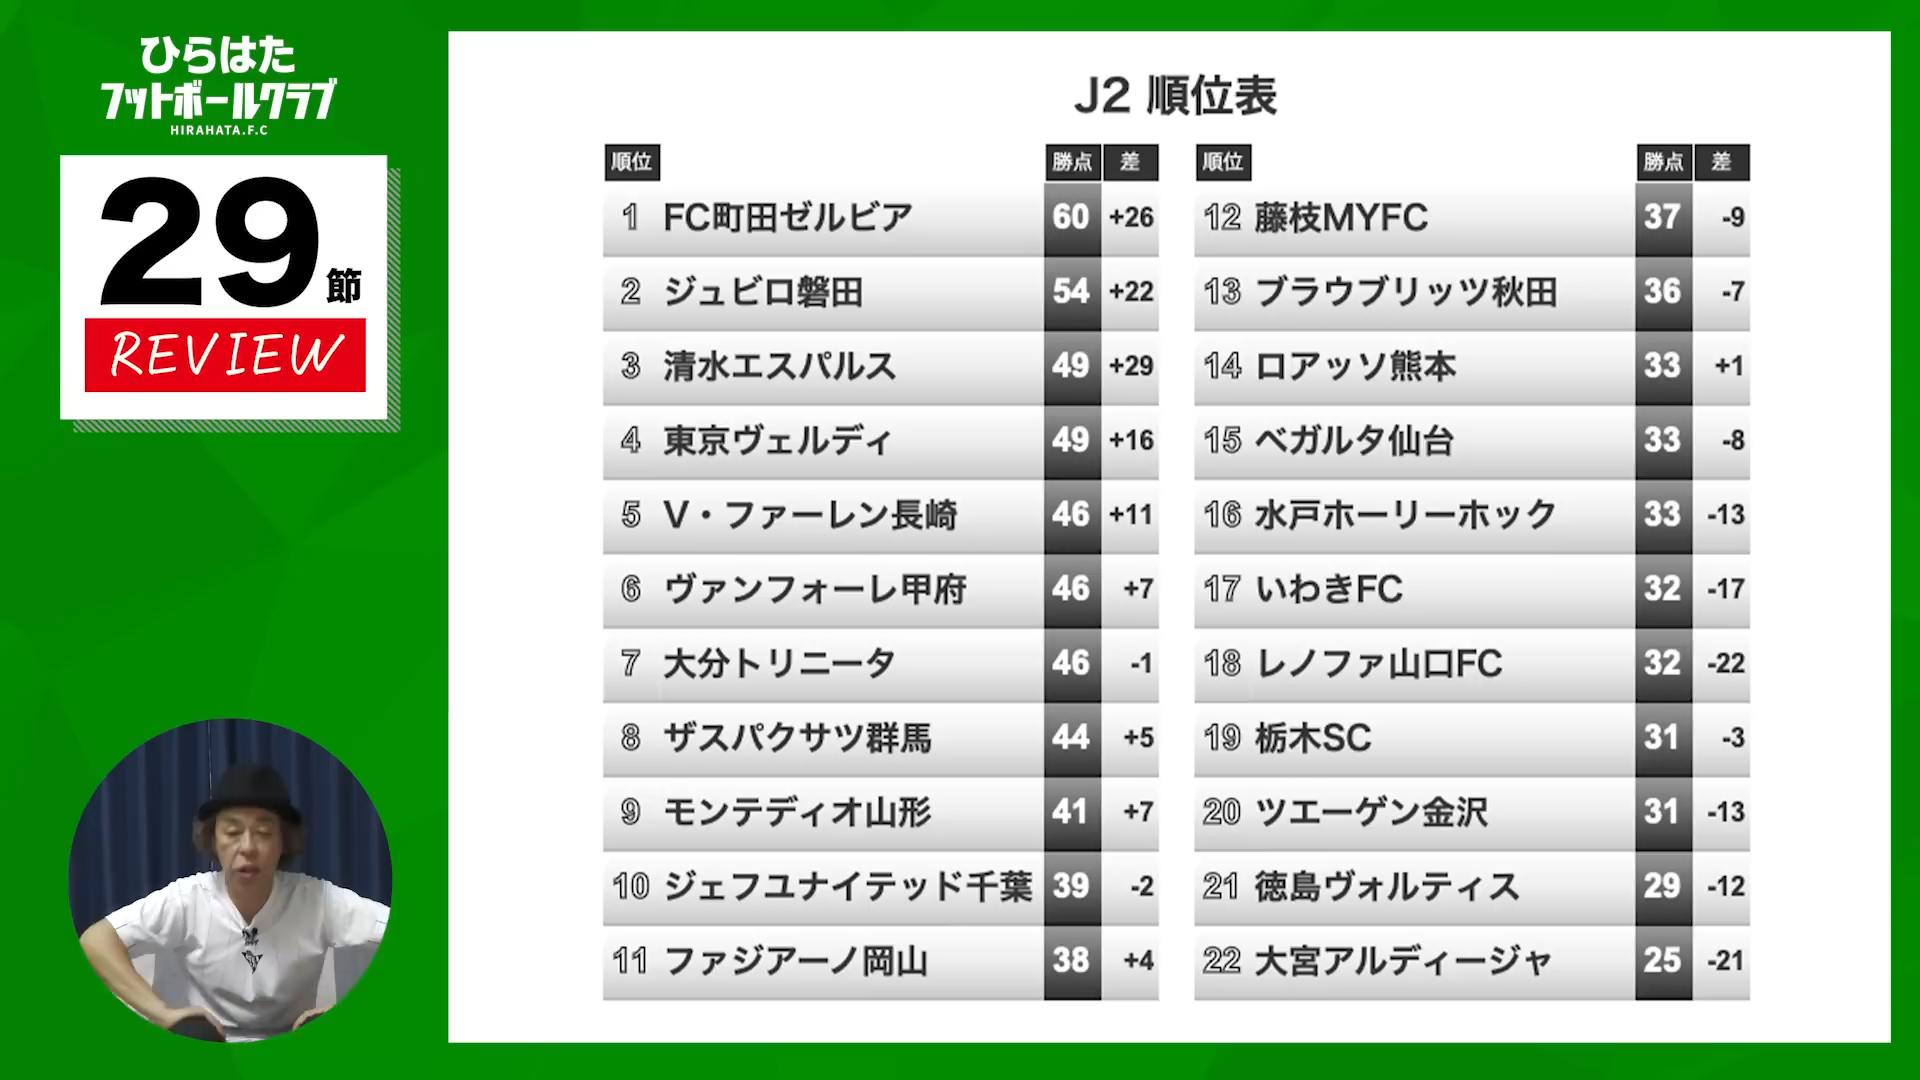 ひらはた
フットボールクラブ
HIRAHATA.F.C
29節
REVIEW
J2 順位表
順位 勝点 差
1 FC町田ゼルビア 60 +26
2 ジュビロ磐田 54 +22
3 清水エスパルス 49 +29
4 東京ヴェルディ 49 +16
5 V・ファーレン長崎 46 +11
6 ヴァンフォーレ甲府 46 +7
7 大分トリニータ 46 -1
8 ザスパクサツ群馬 44 +5
9 モンテディオ山形 41 +7
10 ジェフユナイテッド千葉 39 -2
11 ファジアーノ岡山 38 +4
順位 勝点 差
12 藤枝MYFC 37 -9
13 ブラウブリッツ秋田 36 -7
14 ロアッソ熊本 33 +1
15 ベガルタ仙台 33 -8
16 水戸ホーリーホック 33 -13
17 いわきFC 32 -17
18 レノファ山口FC 32 -22
19 栃木SC 31 -3
20 ツエーゲン金沢 31 -13
21 徳島ヴォルティス 29 -12
22 大宮アルディージャ 25 -21